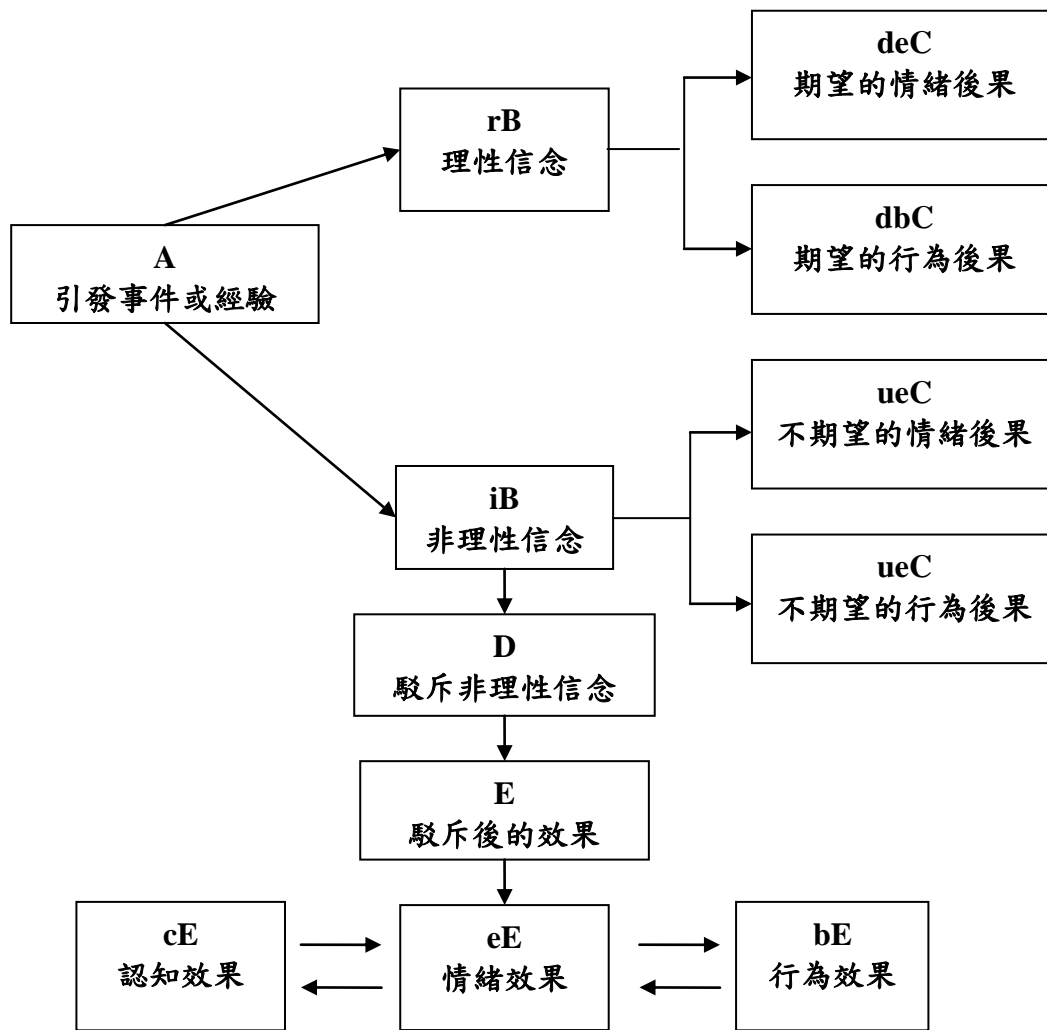 deC
期望的情緒後果
rB
理性信念
dbC
期望的行為後果
A
引發事件或經驗
ueC
不期望的情緒後果
iB
非理性信念
ueC
不期望的行為後果
D
駁斥非理性信念
E
駁斥後的效果
cE
認知效果
eE
情緒效果
bE
行為效果